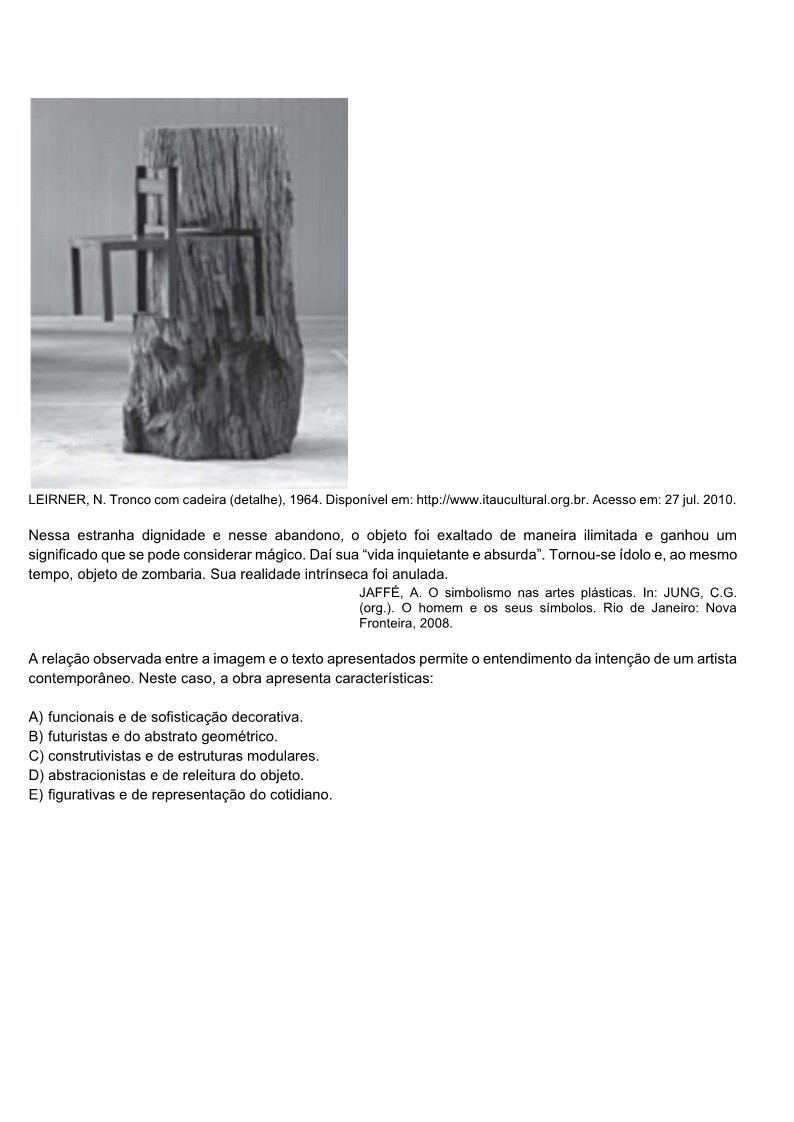 LEIRNER, N. Tronco com cadeira (detalhe), 1964. Disponível em: http://www.itaucultural.org.br. Acesso em: 27 jul. 2010.
Nessa estranha dignidade e nesse abandono, o objeto foi exaltado de maneira ilimitada e ganhou um
significado que se pode considerar mágico. Daí sua “vida inquietante e absurda”. Tornou-se ídolo e, ao mesmo
tempo, objeto de zombaria. Sua realidade intrínseca foi anulada.
JAFFÉ, A. O simbolismo nas artes plásticas. In: JUNG, C.G.
(org.). O homem e os seus símbolos. Rio de Janeiro: Nova
Fronteira, 2008.
A relação observada entre a imagem e o texto apresentados permite o entendimento da intenção de um artista
contemporâneo. Neste caso, a obra apresenta características:
A) funcionais e de sofisticação decorativa.
B) futuristas e do abstrato geométrico.
C) construtivistas e de estruturas modulares.
D) abstracionistas e de releitura do objeto.
E) figurativas e de representação do cotidiano.